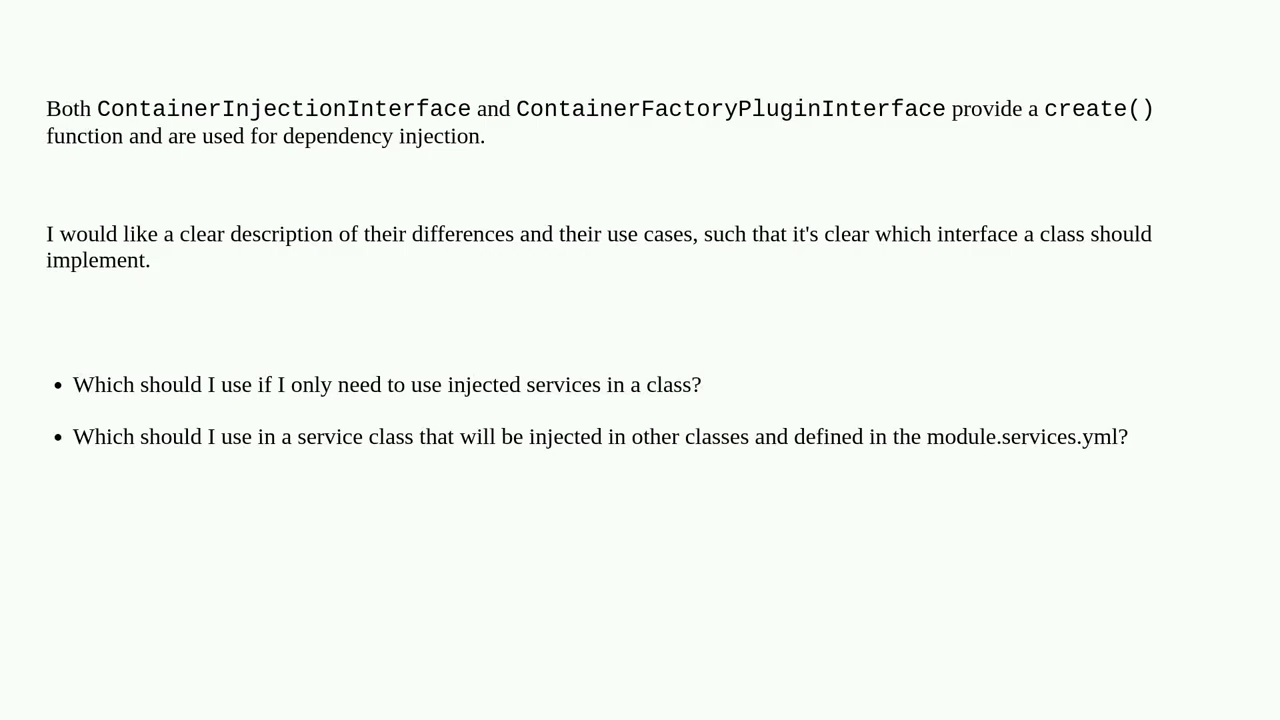 Both ContainerInjectionInterface and ContainerFactoryPluginInterface provide a create()
function and are used for dependency injection.
I would like a clear description of their differences and their use cases, such that it's clear which interface a class should
implement.
• Which should I use if I only need to use injected services in a class?
• Which should I use in a service class that will be injected in other classes and defined in the module.services.yml?